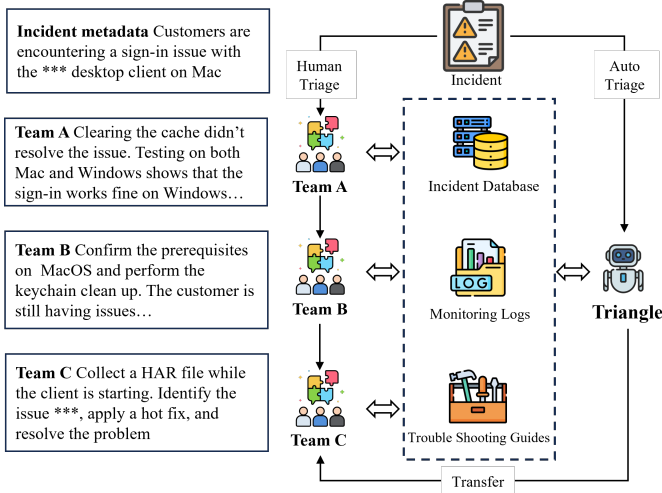 Incident metadata Customers are
encountering a sign-in issue with
the *** desktop client on Mac
Human
Triage
Incident
Auto
Triage
Team A Clearing the cache didn't
resolve the issue. Testing on both
Mac and Windows shows that the
sign-in works fine on Windows…
Team A
Incident Database
Team B Confirm the prerequisites
on MacOS and perform the
keychain clean up. The customer is
still having issues…
Team B
LOG
Monitoring Logs
Triangle
Team C Collect a HAR file while
the client is starting. Identify the
issue ***, apply a hot fix, and
resolve the problem
Team C
Trouble Shooting Guides
Transfer